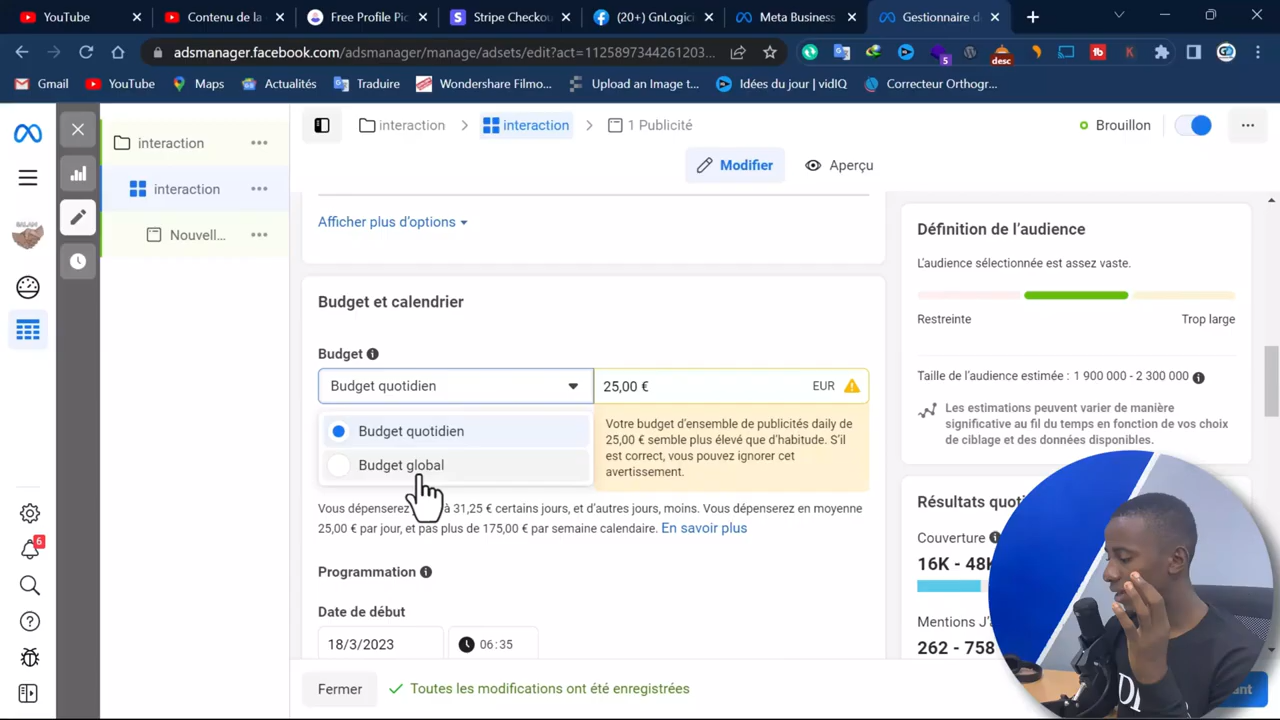 YouTube
Contenu de la
Free Profile Pic
Stripe Checkou
(20+) GnLogici
Meta Business
Gestionnaire d
adsmanager.facebook.com/adsmanager/manage/adsets/edit?act=1125897344261203...
Gmail
YouTube
Maps
Actualités
Traduire
Wondershare Filmo...
Upload an Image t...
Idées du jour | vidIQ
Correcteur Orthogr...
interaction
interaction
Nouvell...
interaction
interaction
1 Publicité
Brouillon
Modifier
Aperçu
Afficher plus d'options
Budget et calendrier
Budget
Budget quotidien
25,00 €
EUR
Budget quotidien
Budget global
Votre budget d'ensemble de publicités daily de
25,00 € semble plus élevé que d'habitude. S'il
est correct, vous pouvez ignorer cet
avertissement.
Vous dépenserez à 31,25 € certains jours, et d'autres jours, moins. Vous dépenserez en moyenne
25,00 € par jour, et pas plus de 175,00 € par semaine calendaire. En savoir plus
Programmation
Date de début
18/3/2023
06:35
Fermer
Toutes les modifications ont été enregistrées
Définition de l'audience
L'audience sélectionnée est assez vaste.
Restreinte
Trop large
Taille de l'audience estimée : 1 900 000 - 2 300 000
Les estimations peuvent varier de manière
significative au fil du temps en fonction de vos choix
de ciblage et des données disponibles.
Résultats
Couverture
16K - 48K
Mentions J'a
262 - 758
6
5
desc
fb